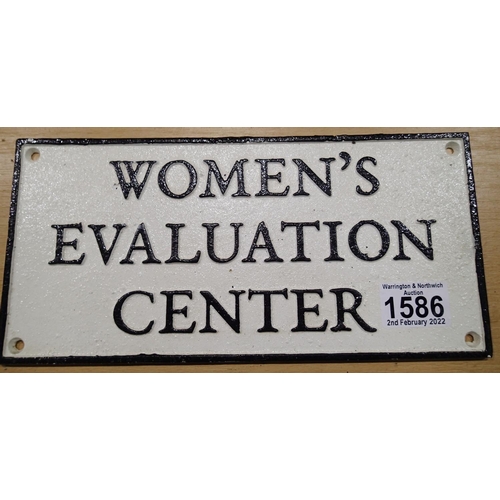 WOMEN'S
EVALUATION
CENTER
Warrington & Northwich
Auction
1586
2nd February 2022